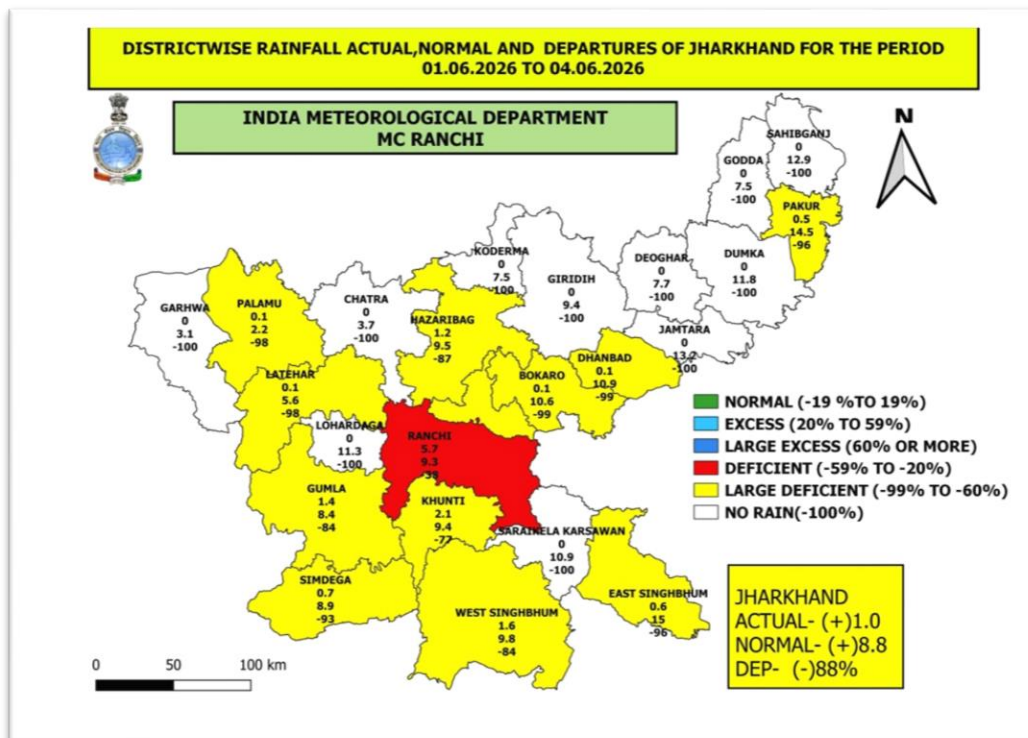 DISTRICTWISE RAINFALL ACTUAL,NORMAL AND DEPARTURES OF JHARKHAND FOR THE PERIOD
01.06.2026 TO 04.06.2026
INDIA METEOROLOGICAL DEPARTMENT
MC RANCHI
N
SAHIBGANJ
0
12.9
-100
GODDA
0
7.5
-100
PAKUR
0.5
14.5
-96
KODERMA
0
7.5
-100
GIRIDIH
0
9.4
-100
DEOGHAR
0
7.7
-100
DUMKA
0
11.8
-100
GARHWA
0
3.1
-100
PALAMU
0.1
2.2
-98
CHATRA
0
3.7
-100
HAZARIBAG
1.2
9.5
-87
JAMTARA
0
13.2
-100
LATEHAR
0.1
5.6
-98
BOKARO
0.1
10.6
-99
DHANBAD
0.1
10.9
-99
LOHARDAGA
0
11.3
-100
RANCHI
5.7
9.3
-38
GUMLA
1.4
8.4
-84
KHUNTI
2.1
9.4
-77
SARAIKELA KARSAWAN
0
10.9
-100
SIMDEGA
0.7
8.9
-93
WEST SINGHBHUM
1.6
9.8
-84
EAST SINGHBHUM
0.6
15
-96
NORMAL (-19 %TO 19%)
EXCESS (20% TO 59%)
LARGE EXCESS (60% OR MORE)
DEFICIENT (-59% TO -20%)
LARGE DEFICIENT (-99% TO -60%)
NO RAIN(-100%)
JHARKHAND
ACTUAL- (+)1.0
NORMAL- (+)8.8
DEP- (-)88%
0 50 100 km